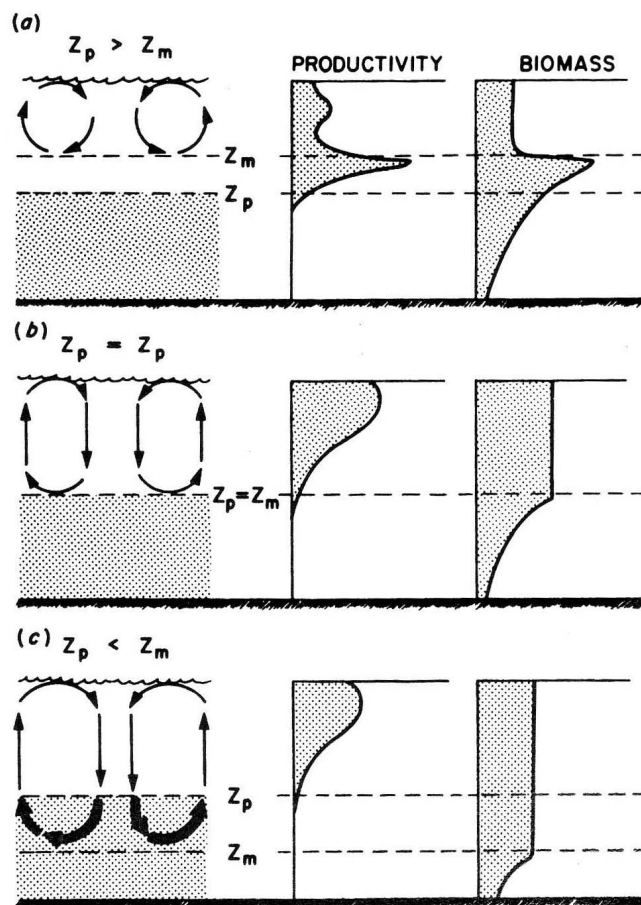 (a)
Zp > Zm
PRODUCTIVITY
BIOMASS
Zm
Zp
(b)
Zp = Zp
Zp=Zm
(c)
Zp < Zm
Zp
Zm